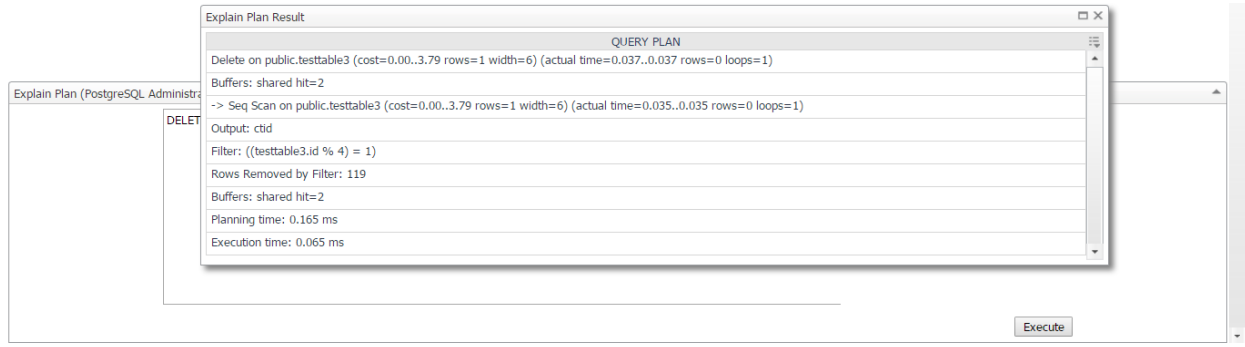 Explain Plan Result
QUERY PLAN
Delete on public.testtable3 (cost=0.00..3.79 rows=1 width=6) (actual time=0.037..0.037 rows=0 loops=1)
Buffers: shared hit=2
-> Seq Scan on public.testtable3 (cost=0.00..3.79 rows=1 width=6) (actual time=0.035..0.035 rows=0 loops=1)
Output: ctid
Filter: ((testtable3.id % 4) = 1)
Rows Removed by Filter: 119
Buffers: shared hit=2
Planning time: 0.165 ms
Execution time: 0.065 ms
Explain Plan (PostgreSQL Administra
DELET
Execute